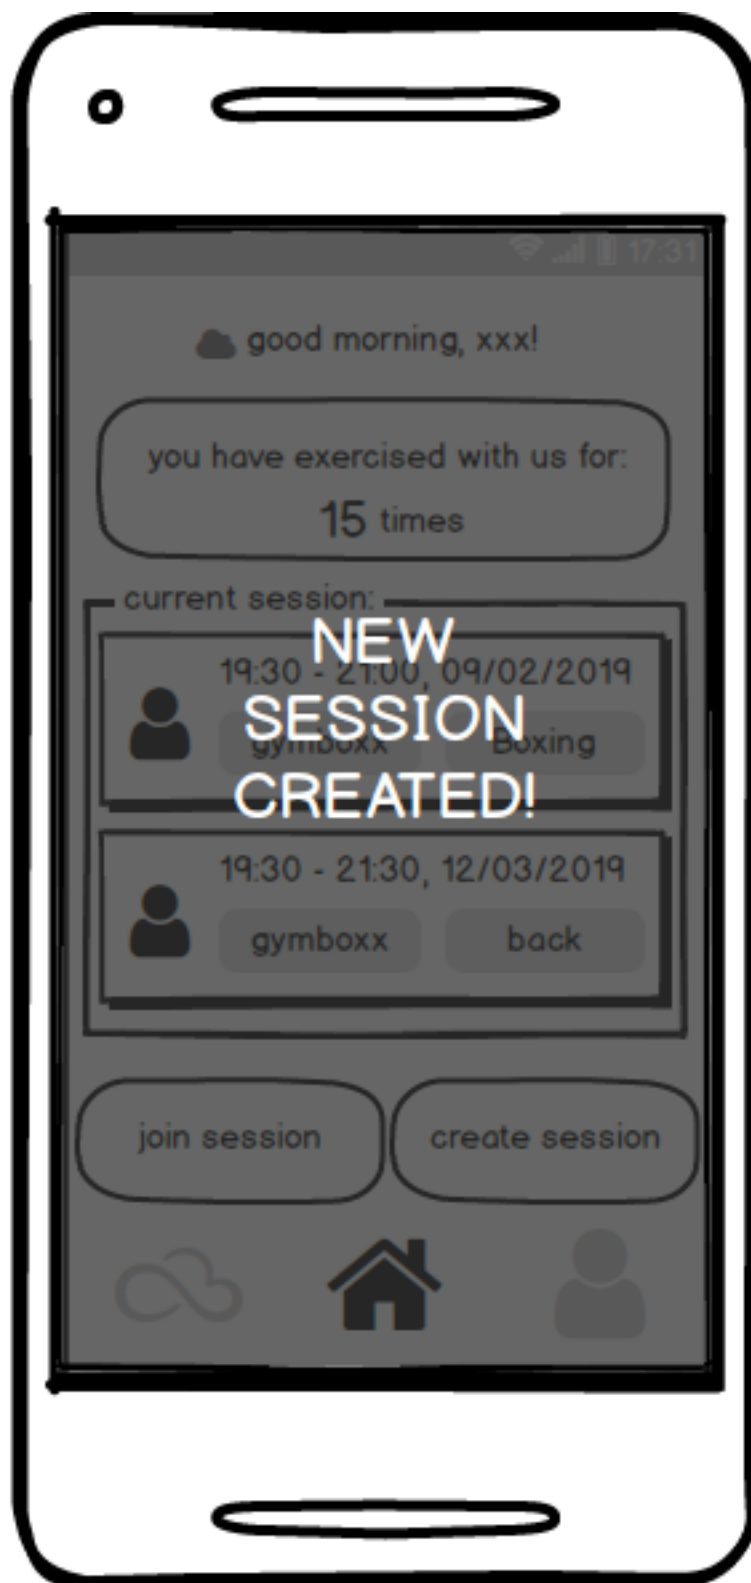 17:31
good morning, xxx!
you have exercised with us for:
15 times
current session:
NEW
SESSION
CREATED!
19:30 - 21:00, 09/02/2019
gymboxx Boxing
19:30 - 21:30, 12/03/2019
gymboxx back
join session create session